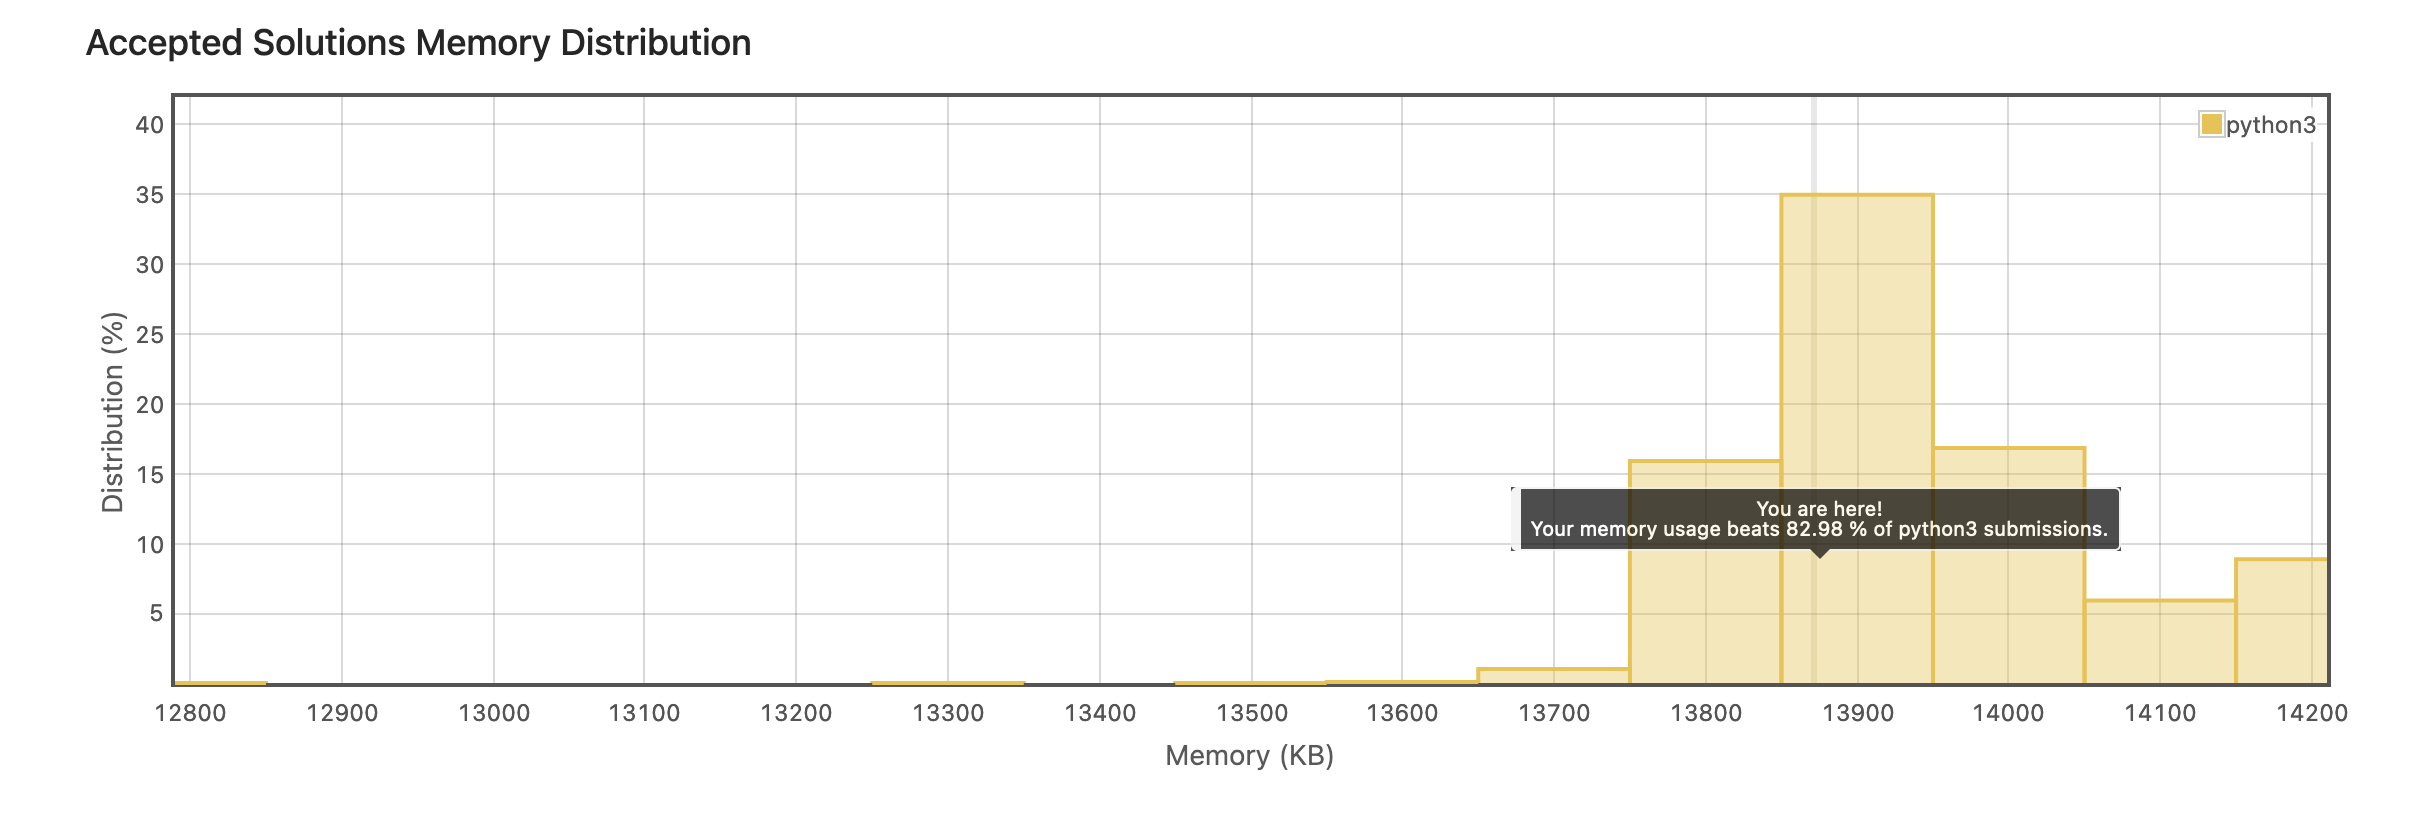 Accepted Solutions Memory Distribution
40
python3
35
30
25
20
15
10
5
Distribution (%)
You are here!
Your memory usage beats 82.98 % of python3 submissions.
12800 12900 13000 13100 13200 13300 13400 13500 13600 13700 13800 13900 14000 14100 14200
Memory (KB)